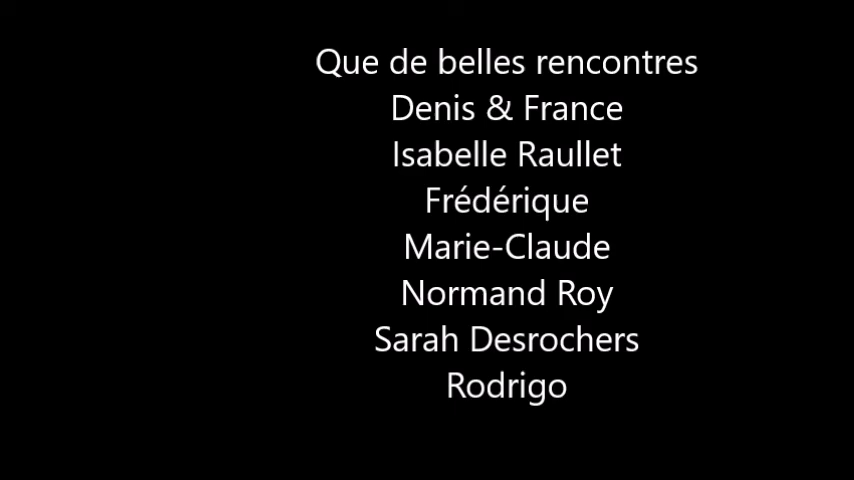 Que de belles rencontres
Denis & France
Isabelle Raullet
Frédérique
Marie-Claude
Normand Roy
Sarah Desrochers
Rodrigo